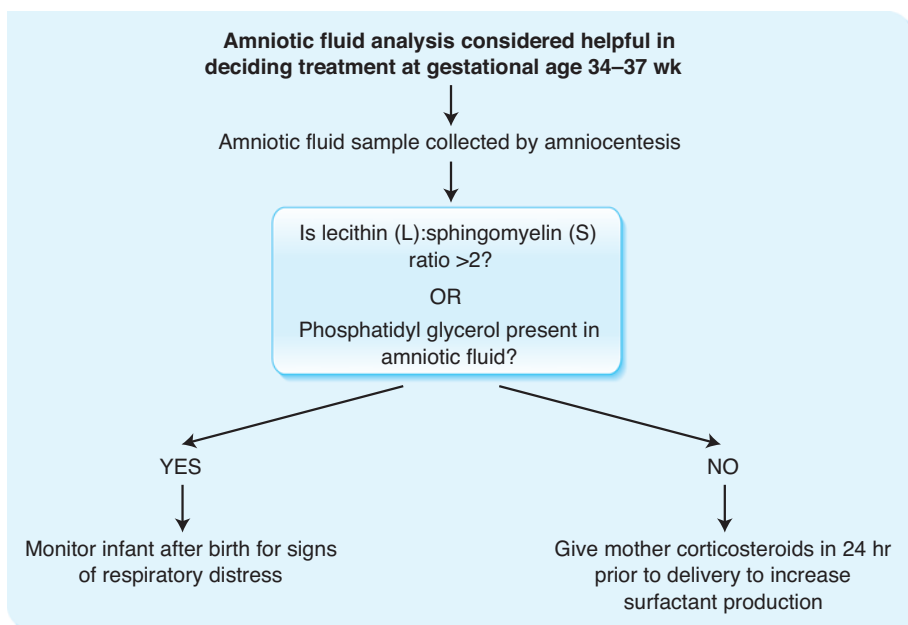 Amniotic fluid analysis considered helpful in
deciding treatment at gestational age 34–37 wk
Amniotic fluid sample collected by amniocentesis
Is lecithin (L):sphingomyelin (S)
ratio >2?
OR
Phosphatidyl glycerol present in
amniotic fluid?
YES
Monitor infant after birth for signs
of respiratory distress
NO
Give mother corticosteroids in 24 hr
prior to delivery to increase
surfactant production